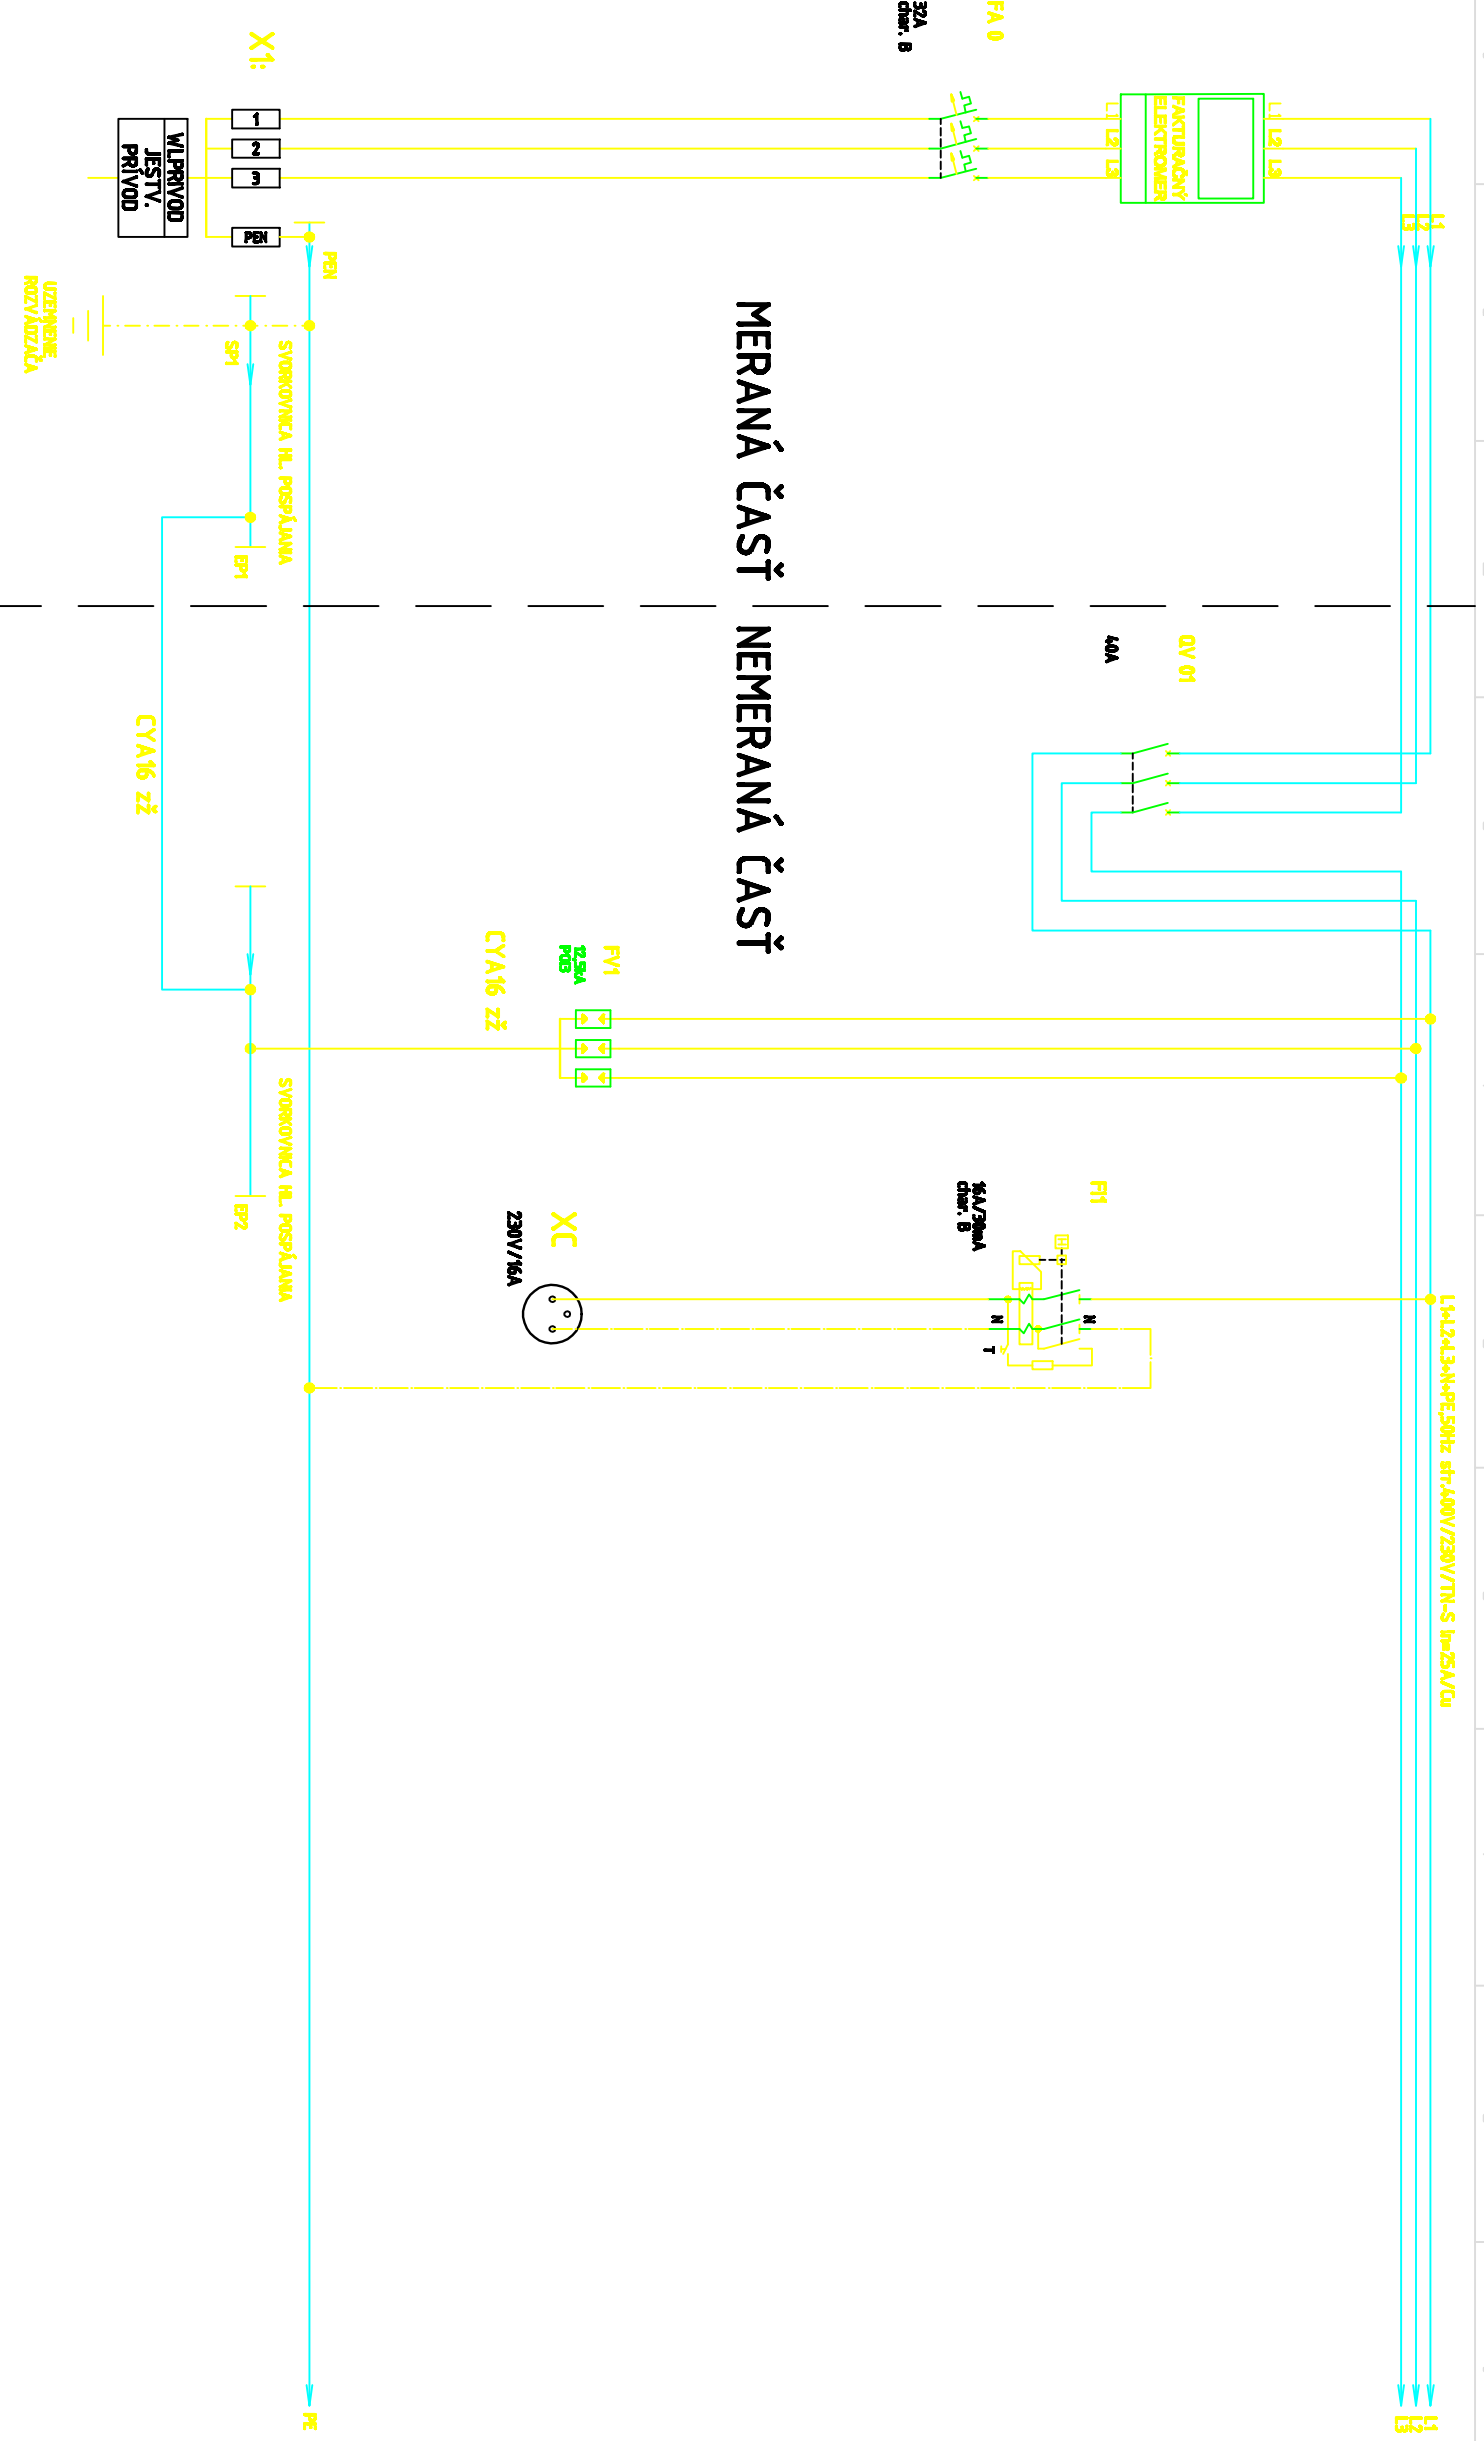 L1+L2+L3+N+PE,50Hz str.400V/230V/TN-S In=25A/Cu
L1
L2
L3
L1
L2
L3
L1
L2
L3
FAKTURAČNÝ
ELEKTROMER
L1
L2
L3
QV 01
40A
FA 0
32A
char. B
FI1
16A/30mA
char. B
H
N
N
T
MERANÁ ČASŤ
NEMERANÁ ČASŤ
FV1
12,5kA
CYA16 zž
XC
230V/16A
X1:
1
2
3
PEN
PEN
WLPRIVOD
JESTV.
PRÍVOD
SVORKOVNICA HL. POSPÁJANIA
SP1
EP1
CYA16 zž
SVORKOVNICA HL. POSPÁJANIA
EP2
UZEMNENIE
ROZVÁDZAČA
PE